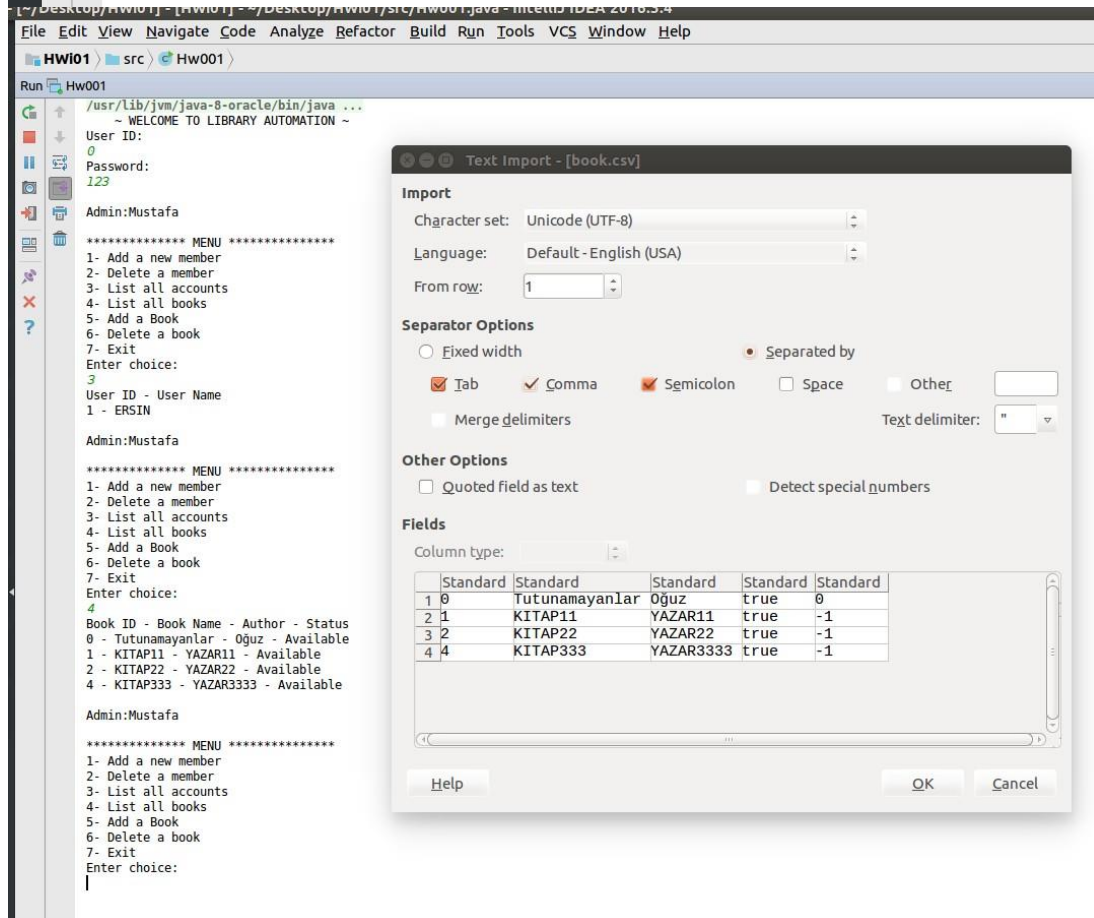 - [~/Desktop/HWi01] - [HWi01] - ~/Desktop/HWi01/src/Hw001.java - IntelliJ IDEA 2016.3.4
File Edit View Navigate Code Analyze Refactor Build Run Tools VCS Window Help
HWi01 src Hw001
Run Hw001
/usr/lib/jvm/java-8-oracle/bin/java ...
~ WELCOME TO LIBRARY AUTOMATION ~
User ID:
0
Password:
123
Admin:Mustafa
************** MENU ***************
1- Add a new member
2- Delete a member
3- List all accounts
4- List all books
5- Add a Book
6- Delete a book
7- Exit
Enter choice:
3
User ID - User Name
1 - ERSIN
Admin:Mustafa
************** MENU ***************
1- Add a new member
2- Delete a member
3- List all accounts
4- List all books
5- Add a Book
6- Delete a book
7- Exit
Enter choice:
4
Book ID - Book Name - Author - Status
0 - Tutunamayanlar - Oğuz - Available
1 - KITAP11 - YAZAR11 - Available
2 - KITAP22 - YAZAR22 - Available
4 - KITAP333 - YAZAR3333 - Available
Admin:Mustafa
************** MENU ***************
1- Add a new member
2- Delete a member
3- List all accounts
4- List all books
5- Add a Book
6- Delete a book
7- Exit
Enter choice:
Text Import - [book.csv]
Import
Character set: Unicode (UTF-8)
Language: Default - English (USA)
From row: 1
Separator Options
Fixed width Separated by
Tab Comma Semicolon Space Other
Merge delimiters Text delimiter: "
Other Options
Quoted field as text Detect special numbers
Fields
Column type:
Standard Standard Standard Standard Standard
1 0 Tutunamayanlar Oğuz true 0
2 1 KITAP11 YAZAR11 true -1
3 2 KITAP22 YAZAR22 true -1
4 4 KITAP333 YAZAR3333 true -1
Help OK Cancel